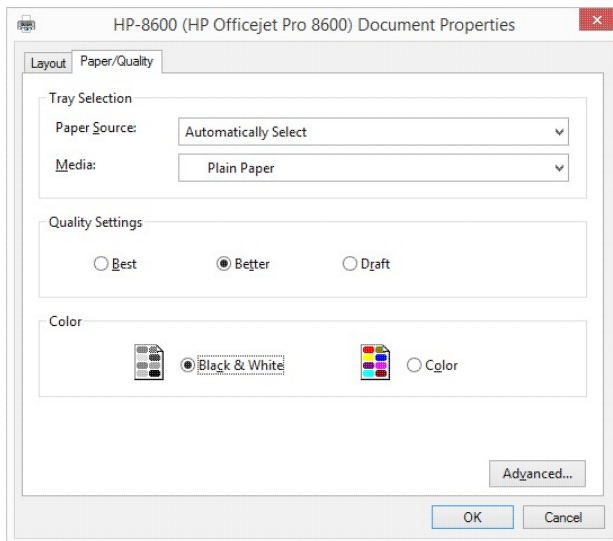 HP-8600 (HP Officejet Pro 8600) Document Properties
Layout Paper/Quality
Tray Selection
Paper Source: Automatically Select
Media: Plain Paper
Quality Settings
Best Better Draft
Color
Black & White Color
Advanced...
OK Cancel